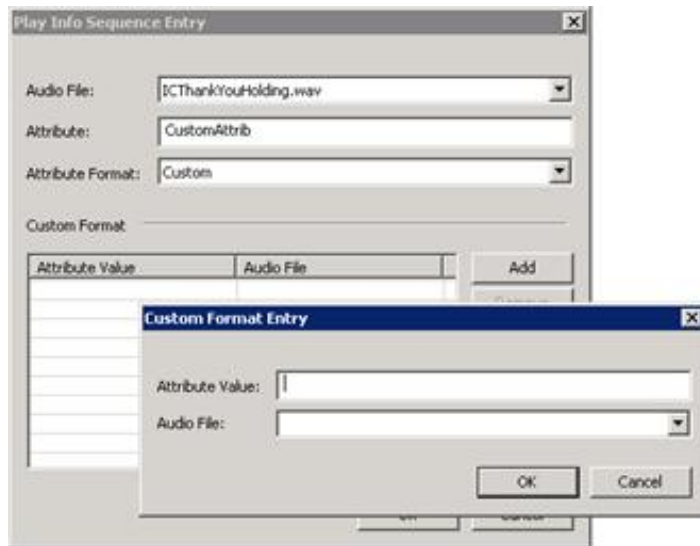 Play Info Sequence Entry
Audio File: ICThankYouHolding.wav
Attribute: CustomAttrib
Attribute Format: Custom
Custom Format
Attribute Value Audio File Add
Custom Format Entry
Attribute Value:
Audio File:
OK Cancel